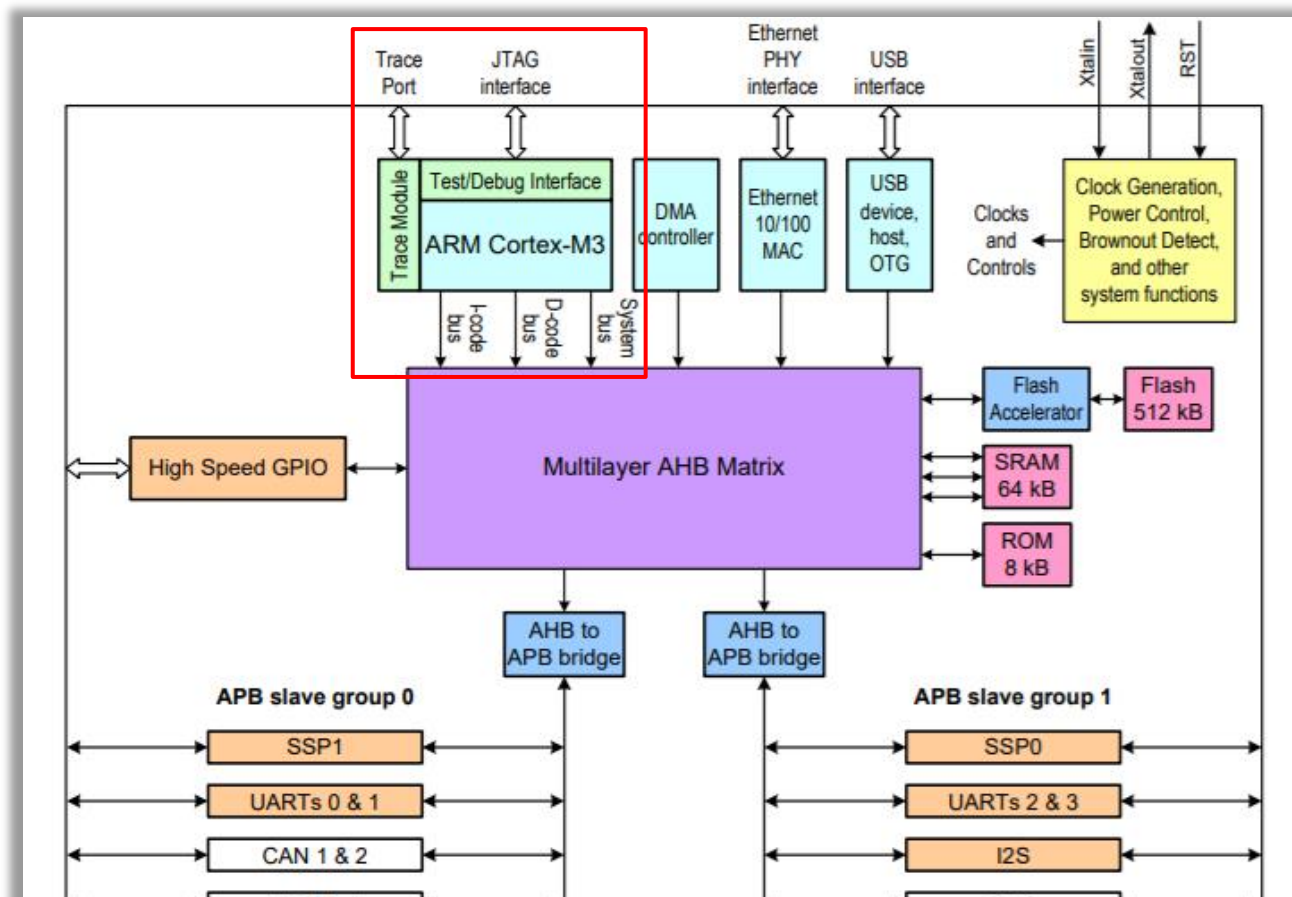 Trace
Port
JTAG
interface
Ethernet
PHY
interface
USB
interface
Xtalin
Xtalout
RST
Trace Module
Test/Debug Interface
ARM Cortex-M3
DMA
controller
Ethernet
10/100
MAC
USB
device,
host,
OTG
Clocks
and
Controls
Clock Generation,
Power Control,
Brownout Detect,
and other
system functions
I-code
bus
D-code
bus
System
bus
Multilayer AHB Matrix
High Speed GPIO
Flash
Accelerator
Flash
512 kB
SRAM
64 kB
ROM
8 kB
AHB to
APB bridge
AHB to
APB bridge
APB slave group 0
APB slave group 1
SSP1
SSP0
UARTs 0 & 1
UARTs 2 & 3
CAN 1 & 2
I2S